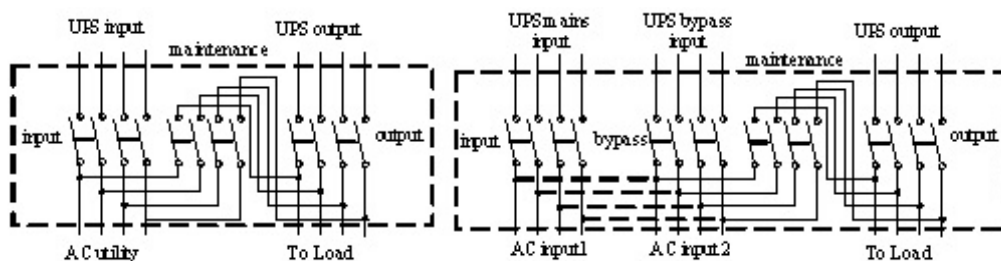 UPS input
UPS output
maintenance
input
output
AC utility
To Load
UPS mains
input
UPS bypass
input
UPS output
maintenance
input
bypass
output
AC input1
AC input2
To Load